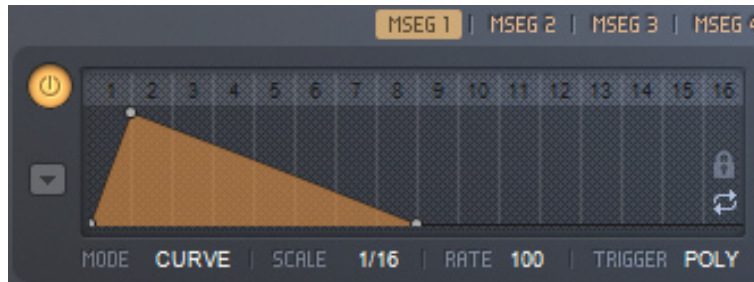 MSEG 1 | MSEG 2 | MSEG 3 | MSEG 4
1 2 3 4 5 6 7 8 9 10 11 12 13 14 15 16
MODE CURVE | SCALE 1/16 | RATE 100 | TRIGGER POLY